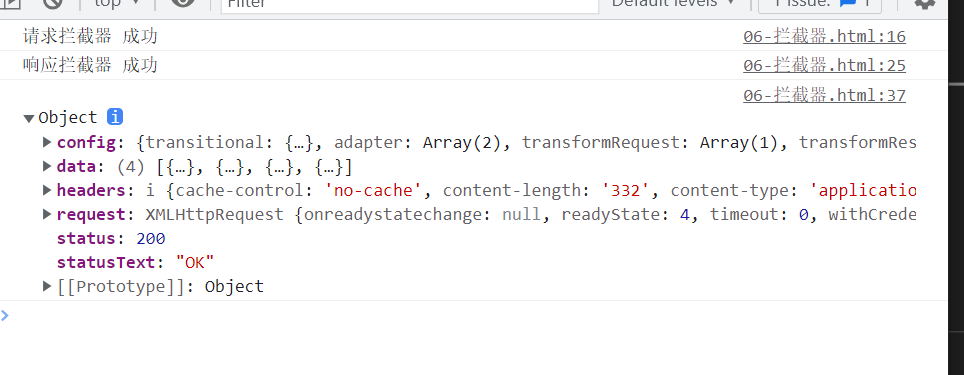 top Filter Default levels 1 Issue: 1
请求拦截器 成功 06-拦截器.html:16
响应拦截器 成功 06-拦截器.html:25
06-拦截器.html:37
Object i
config: {transitional: {…}, adapter: Array(2), transformRequest: Array(1), transformRes
data: (4) [{…}, {…}, {…}, {…}]
headers: i {cache-control: 'no-cache', content-length: '332', content-type: 'applicatio
request: XMLHttpRequest {onreadystatechange: null, readyState: 4, timeout: 0, withCrede
status: 200
statusText: "OK"
[[Prototype]]: Object